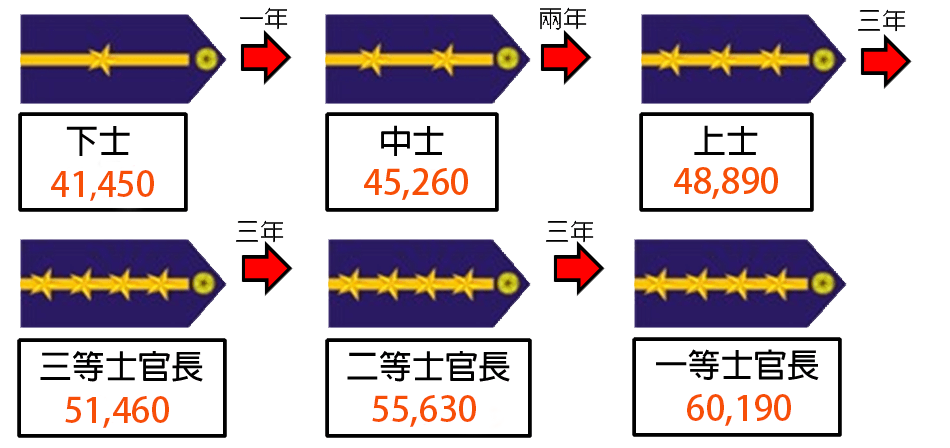 一年
兩年
三年
下士
41,450
中士
45,260
上士
48,890
三年
三年
三等士官長
51,460
二等士官長
55,630
一等士官長
60,190